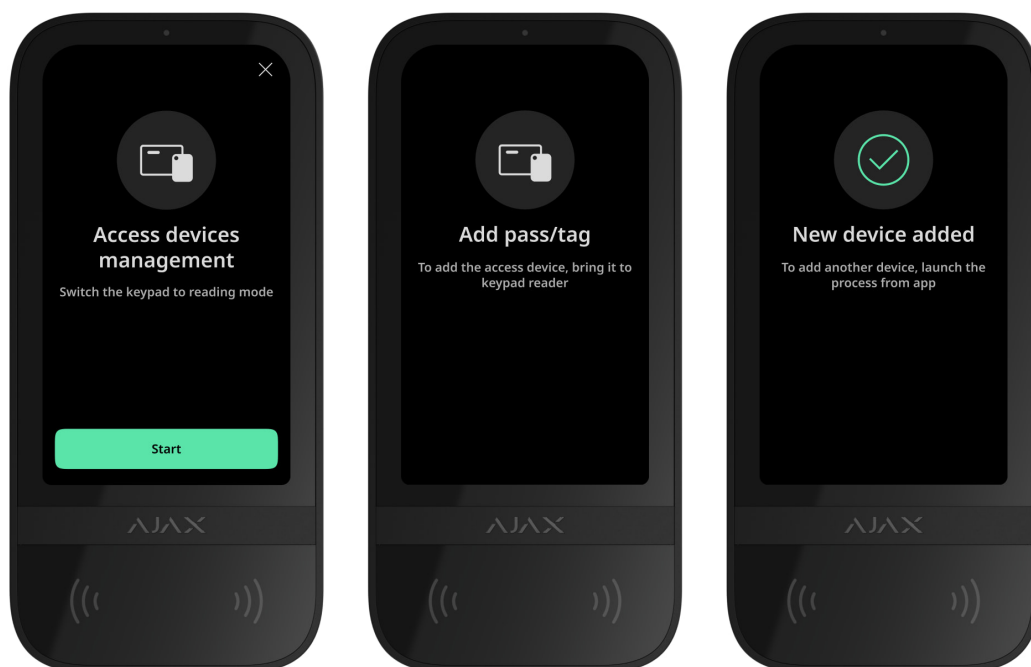 Access devices
management
Switch the keypad to reading mode
Start
AJAX
Add pass/tag
To add the access device, bring it to
keypad reader
AJAX
New device added
To add another device, launch the
process from app
AJAX